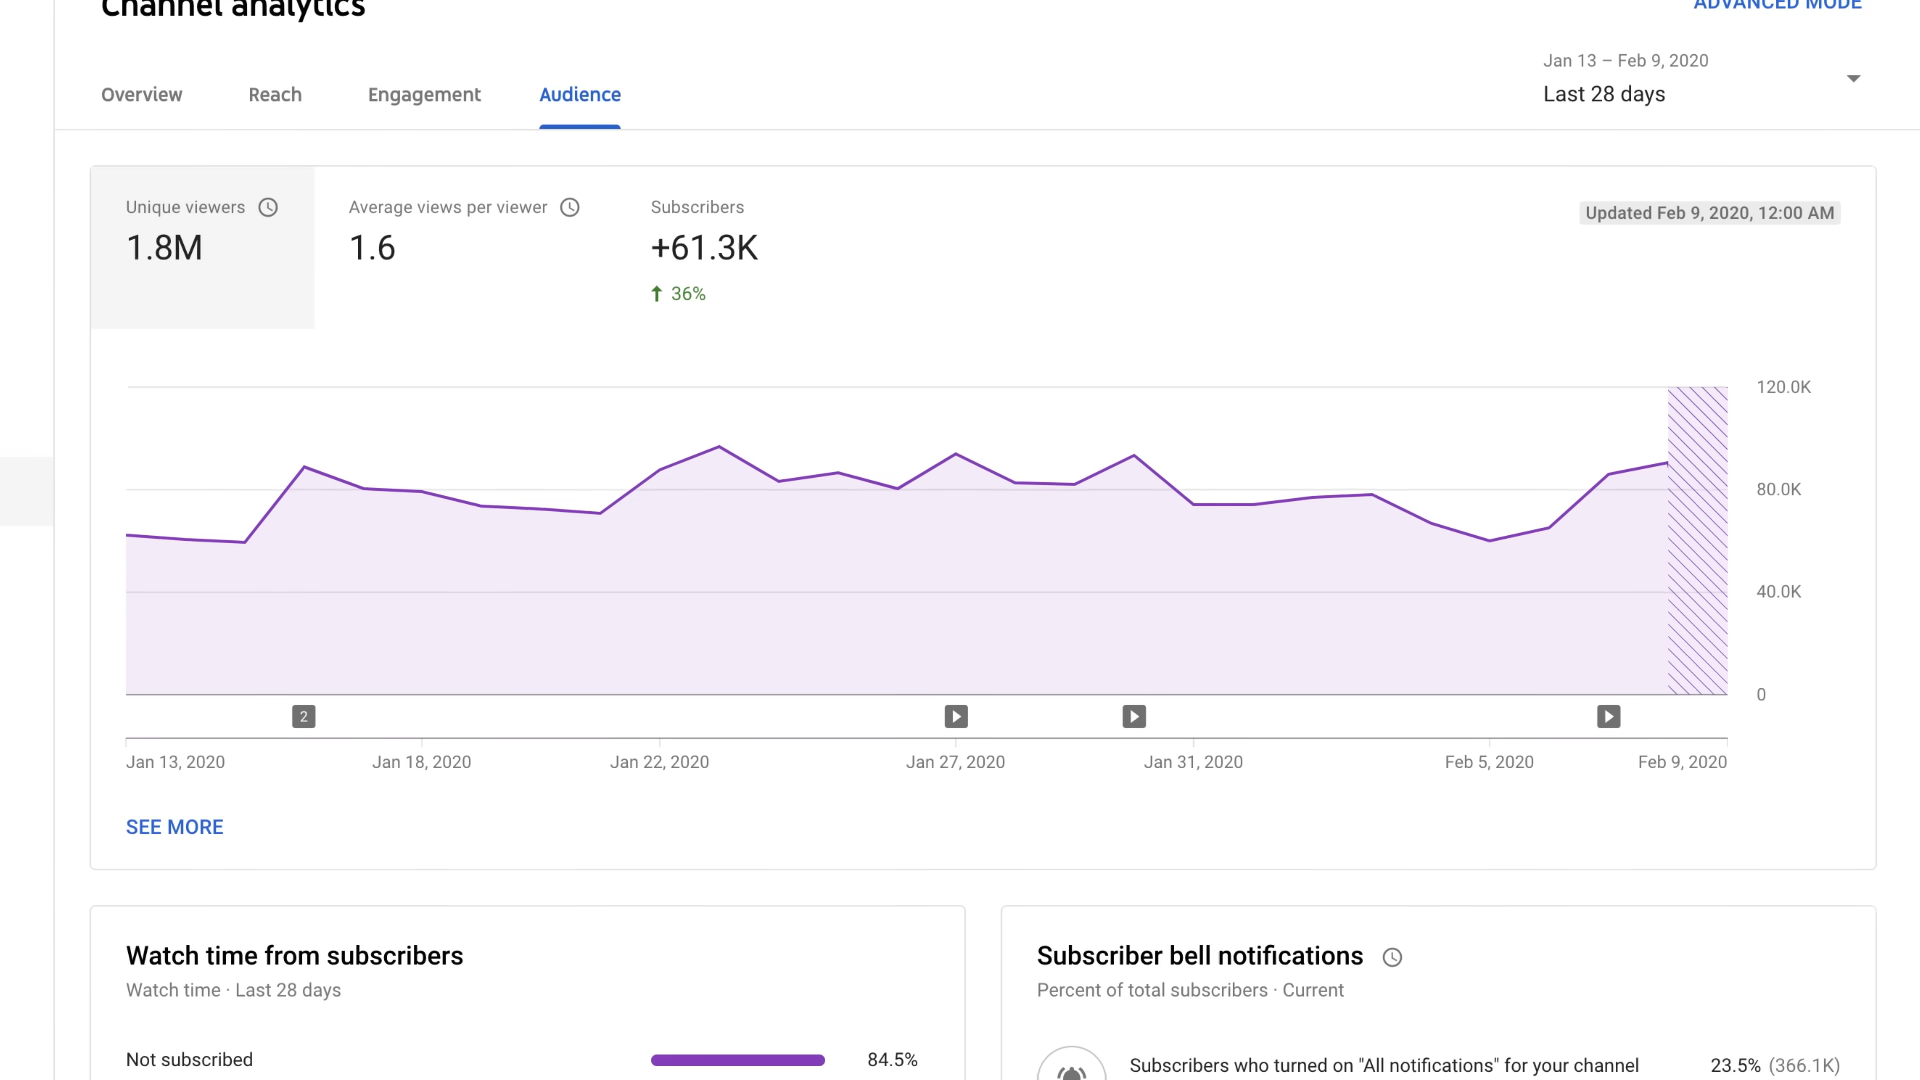 Channel analytics
ADVANCED MODE
Jan 13 – Feb 9, 2020
Last 28 days
Overview
Reach
Engagement
Audience
Unique viewers
1.8M
Average views per viewer
1.6
Subscribers
+61.3K
36%
Updated Feb 9, 2020, 12:00 AM
120.0K
80.0K
40.0K
0
2
Jan 13, 2020
Jan 18, 2020
Jan 22, 2020
Jan 27, 2020
Jan 31, 2020
Feb 5, 2020
Feb 9, 2020
SEE MORE
Watch time from subscribers
Watch time · Last 28 days
Not subscribed
84.5%
Subscriber bell notifications
Percent of total subscribers · Current
Subscribers who turned on "All notifications" for your channel
23.5% (366.1K)